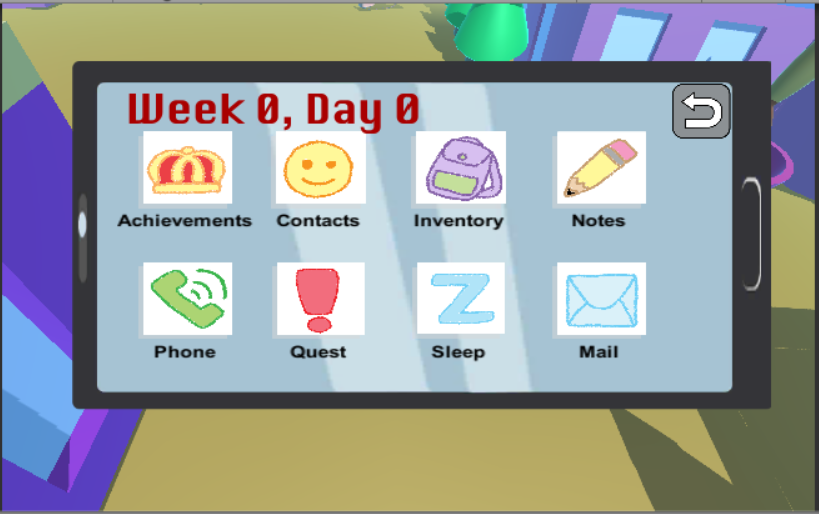 Week 0, Day 0
Achievements Contacts Inventory Notes
Phone Quest Sleep Mail